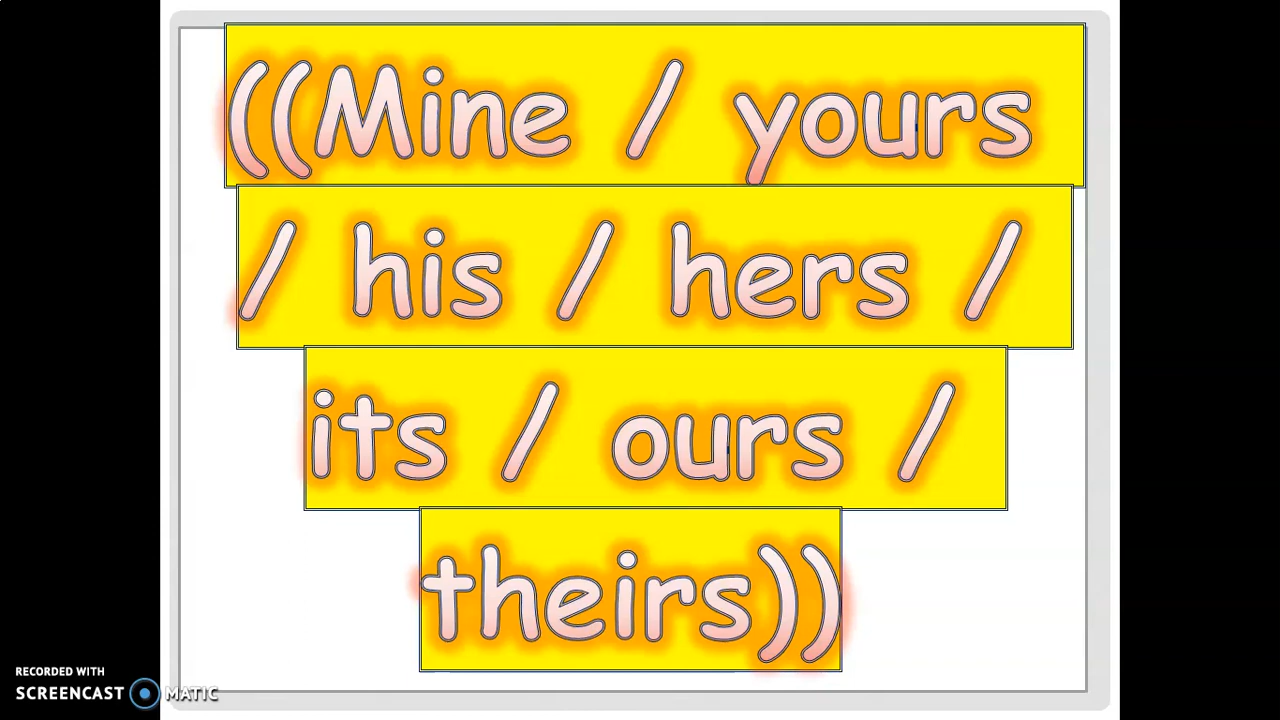 ((Mine / yours
/ his / hers /
its / ours /
theirs))
RECORDED WITH
SCREENCAST MATIC